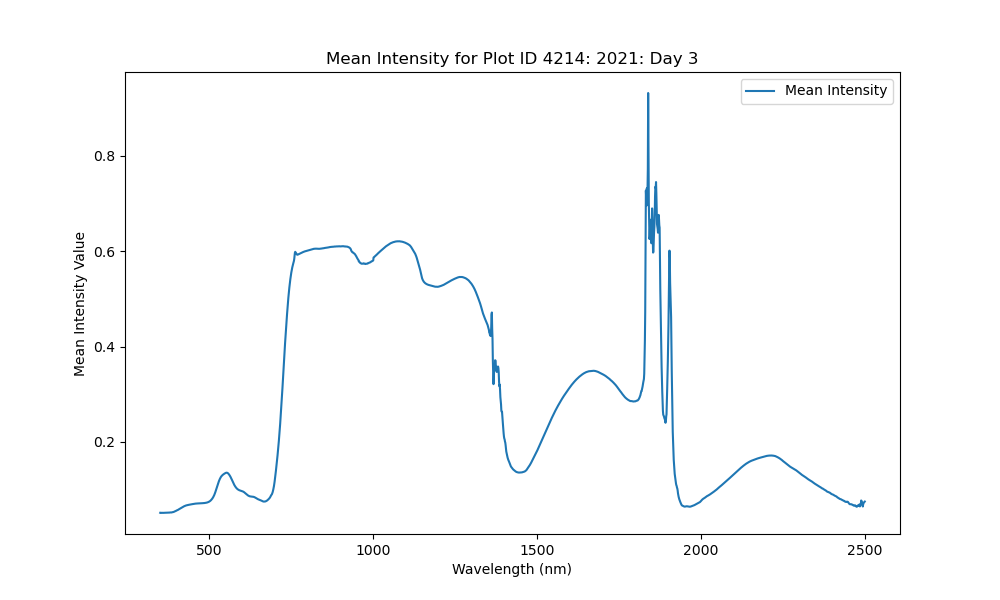 Mean Intensity for Plot ID 4214: 2021: Day 3
Mean Intensity
Mean Intensity Value
0.8
0.6
0.4
0.2
500
1000
1500
2000
2500
Wavelength (nm)